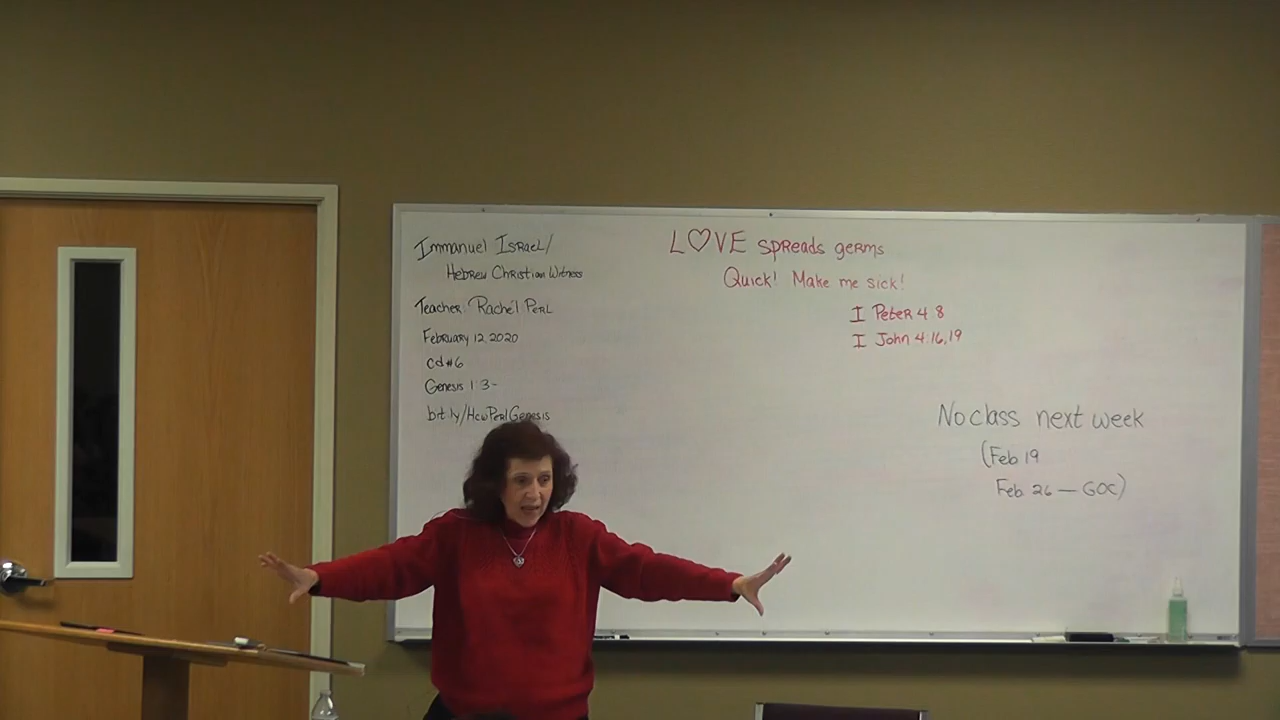 Immanuel Israel/
Hebrew Christian Witness
Teacher: Rachel Perl
February 12, 2020
cd#6
Genesis 1:3-
bit.ly/HcwPerlGenesis
L♡VE spreads germs
Quick! Make me sick!
I Peter 4:8
I John 4:16,19
No class next week
(Feb 19
Feb. 26 — GOC)